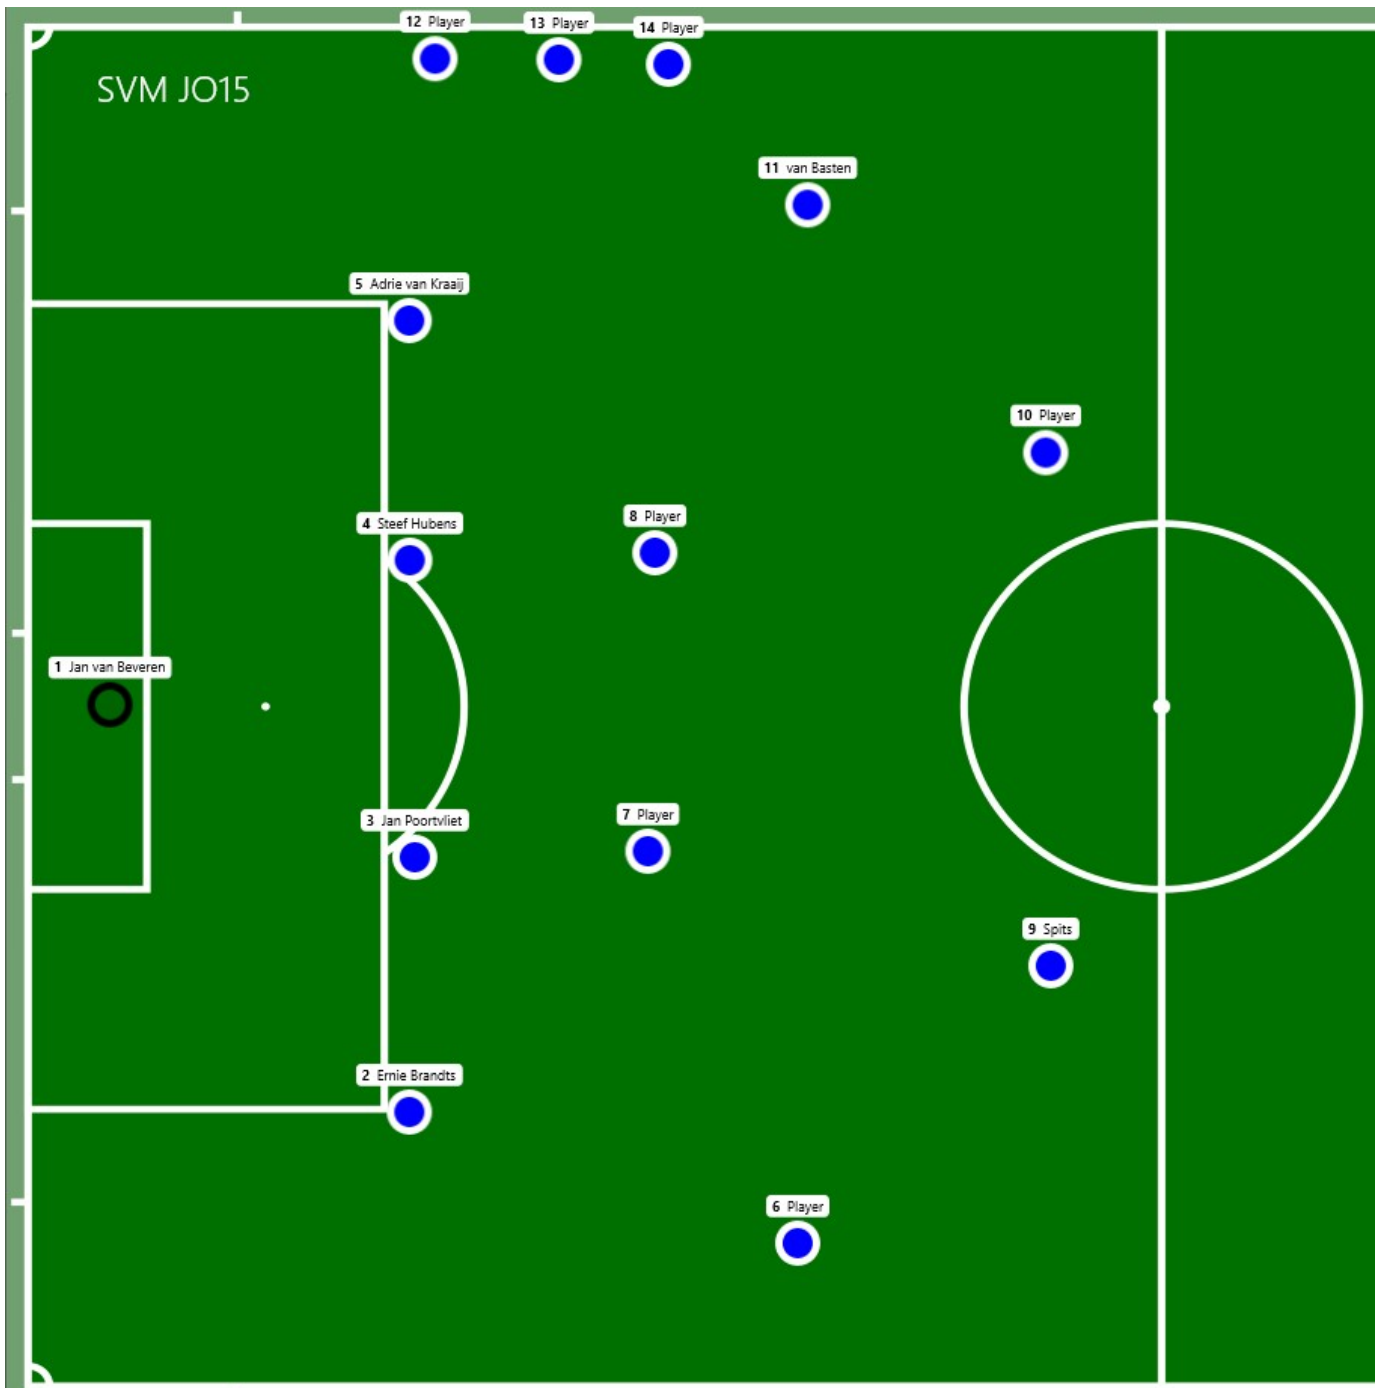 12 Player
13 Player
14 Player
SVM JO15
11 van Basten
5 Adrie van Kraaij
10 Player
8 Player
4 Steef Hubens
1 Jan van Beveren
7 Player
3 Jan Poortvliet
9 Spits
2 Ernie Brandts
6 Player